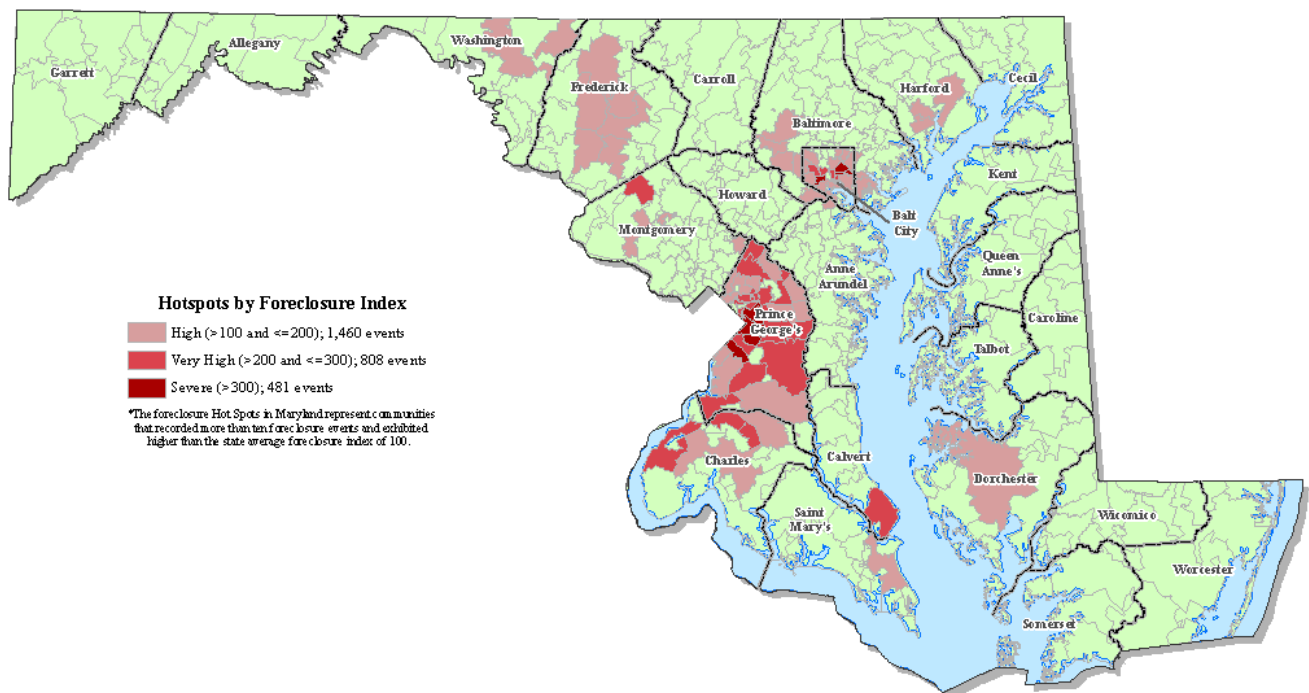 Garrett
Allegany
Washington
Frederick
Carroll
Baltimore
Harford
Cecil
Kent
Howard
Montgomery
Balt
City
Queen
Anne's
Anne
Arundel
Caroline
Prince
George's
Talbot
Hotspots by Foreclosure Index
High (>100 and <=200); 1,460 events
Very High (>200 and <=300); 808 events
Severe (>300); 481 events
*The foreclosure Hot Spots in Maryland represent communities
that recorded more than ten foreclosure events and exhibited
higher than the state average foreclosure index of 100.
Charles
Calvert
Dorchester
Saint
Mary's
Wicomico
Worcester
Somerset